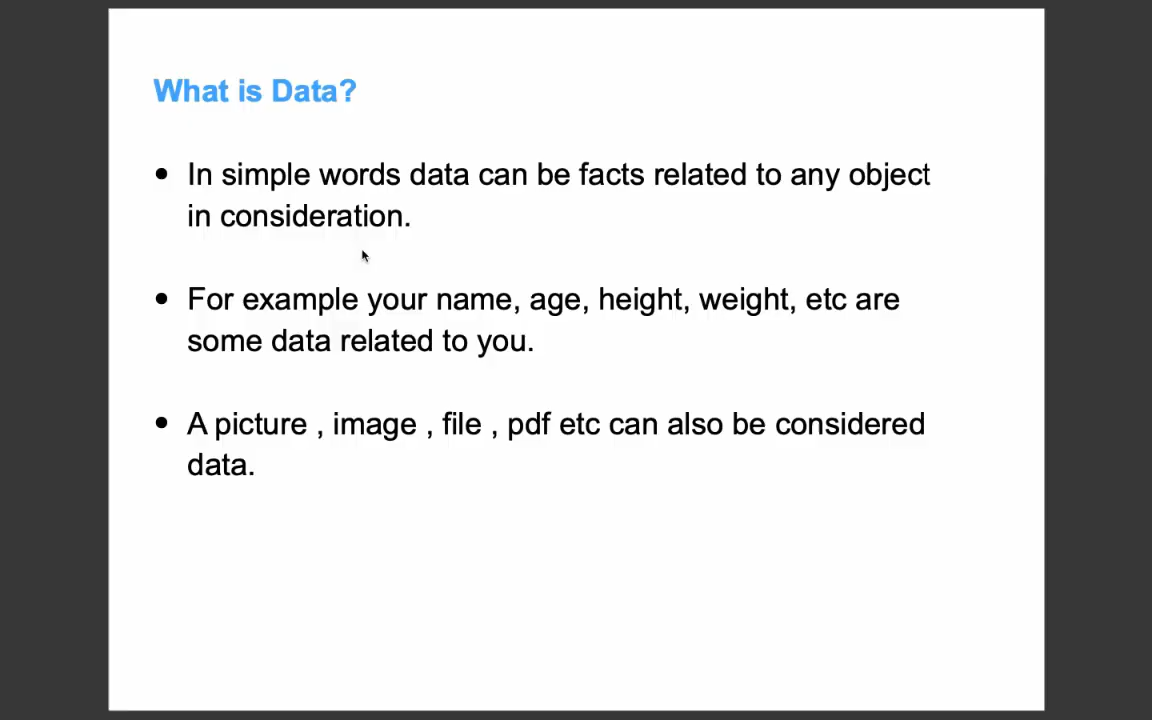 What is Data?
• In simple words data can be facts related to any object
in consideration.
• For example your name, age, height, weight, etc are
some data related to you.
• A picture , image , file , pdf etc can also be considered
data.